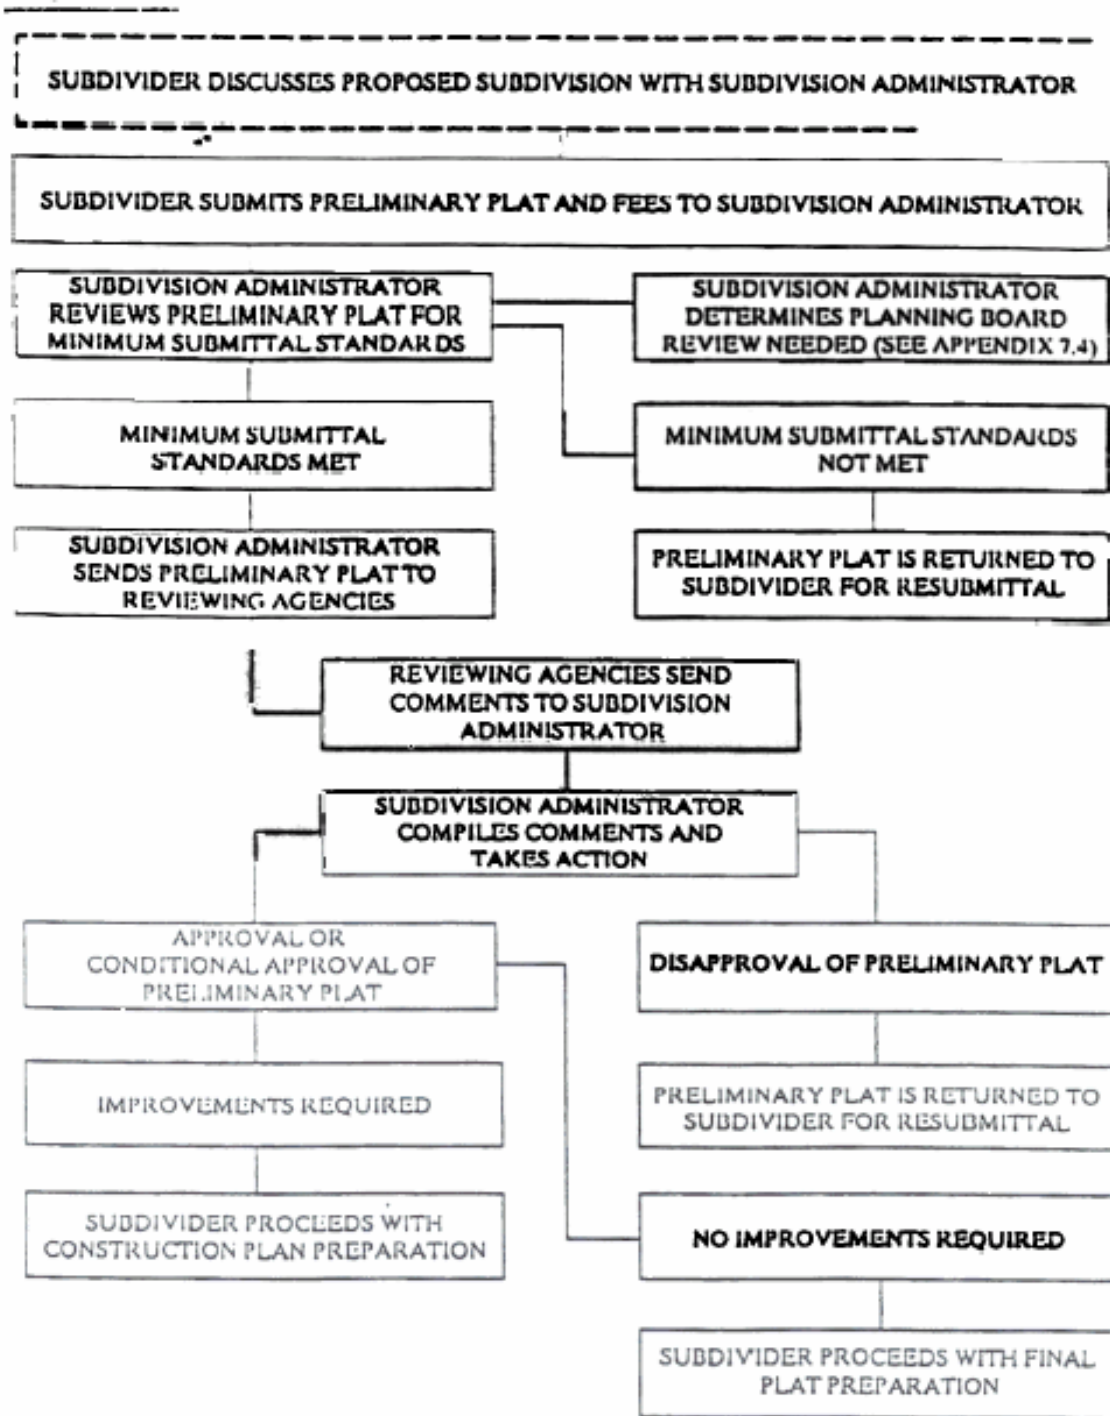 SUBDIVIDER DISCUSSES PROPOSED SUBDIVISION WITH SUBDIVISION ADMINISTRATOR
SUBDIVIDER SUBMITS PRELIMINARY PLAT AND FEES TO SUBDIVISION ADMINISTRATOR
SUBDIVISION ADMINISTRATOR
REVIEWS PRELIMINARY PLAT FOR
MINIMUM SUBMITTAL STANDARDS
SUBDIVISION ADMINISTRATOR
DETERMINES PLANNING BOARD
REVIEW NEEDED (SEE APPENDIX 7.4)
MINIMUM SUBMITTAL
STANDARDS MET
MINIMUM SUBMITTAL STANDARDS
NOT MET
SUBDIVISION ADMINISTRATOR
SENDS PRELIMINARY PLAT TO
REVIEWING AGENCIES
PRELIMINARY PLAT IS RETURNED TO
SUBDIVIDER FOR RESUBMITTAL
REVIEWING AGENCIES SEND
COMMENTS TO SUBDIVISION
ADMINISTRATOR
SUBDIVISION ADMINISTRATOR
COMPILES COMMENTS AND
TAKES ACTION
APPROVAL OR
CONDITIONAL APPROVAL OF
PRELIMINARY PLAT
DISAPPROVAL OF PRELIMINARY PLAT
IMPROVEMENTS REQUIRED
PRELIMINARY PLAT IS RETURNED TO
SUBDIVIDER FOR RESUBMITTAL
SUBDIVIDER PROCEEDS WITH
CONSTRUCTION PLAN PREPARATION
NO IMPROVEMENTS REQUIRED
SUBDIVIDER PROCEEDS WITH FINAL
PLAT PREPARATION